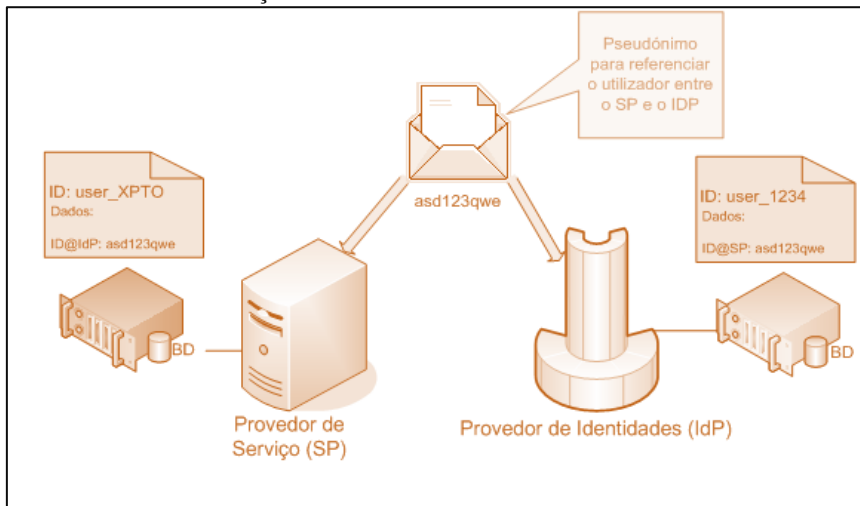 Pseudónimo
para referenciar
o utilizador entre
o SP e o IDP
asd123qwe
ID: user_XPTO
Dados:
ID@IdP: asd123qwe
BD
Provedor de
Serviço (SP)
ID: user_1234
Dados:
ID@SP: asd123qwe
BD
Provedor de Identidades (IdP)